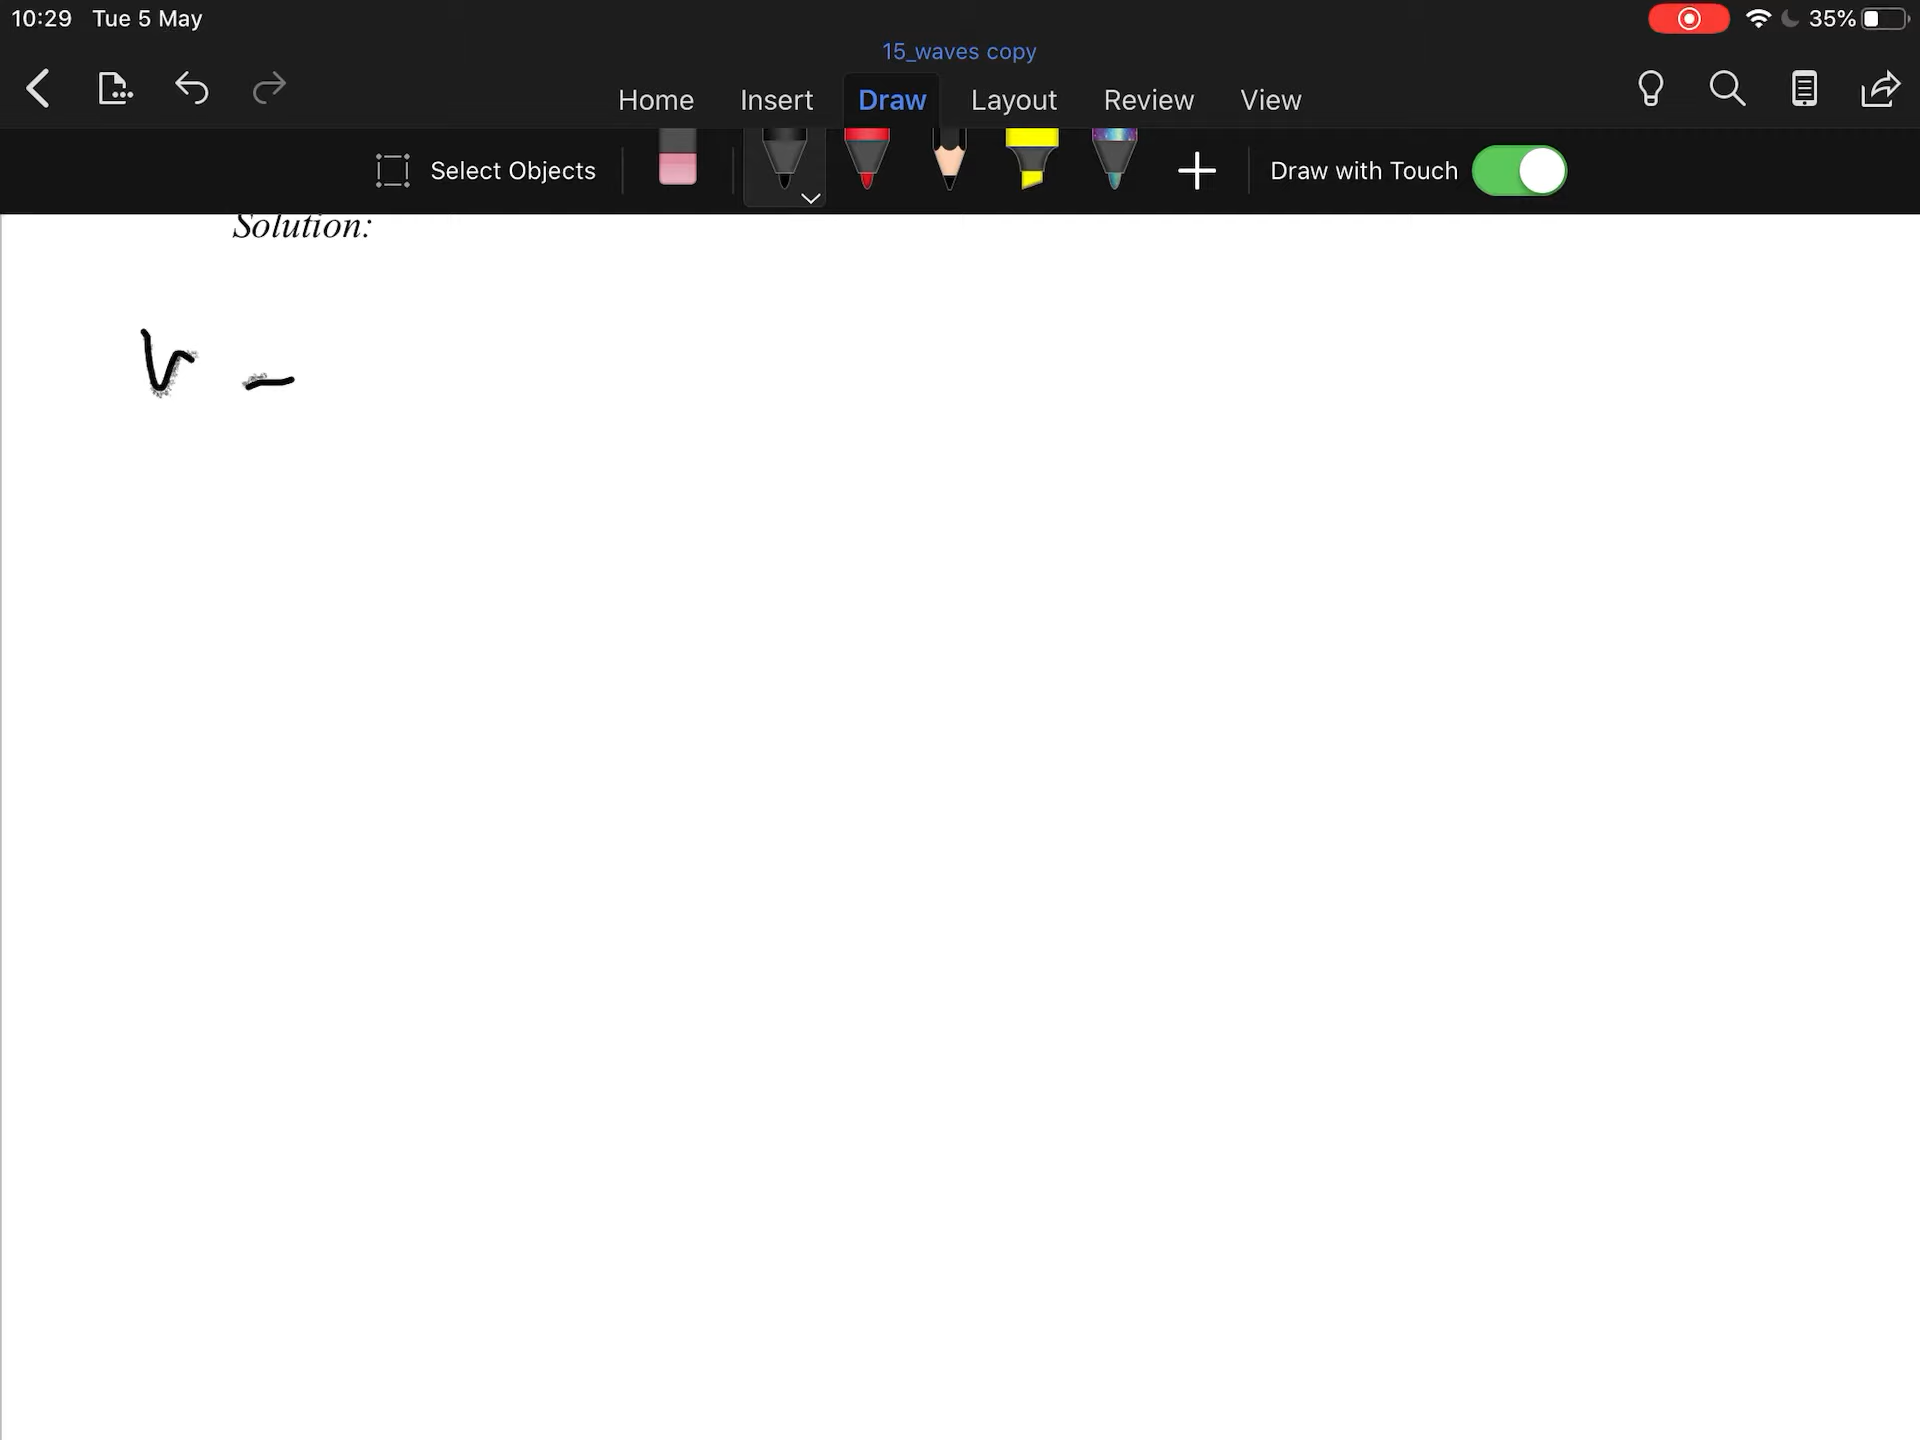 10:29 Tue 5 May 35%
15_waves copy
Home Insert Draw Layout Review View
Select Objects Draw with Touch
Solution:
v -